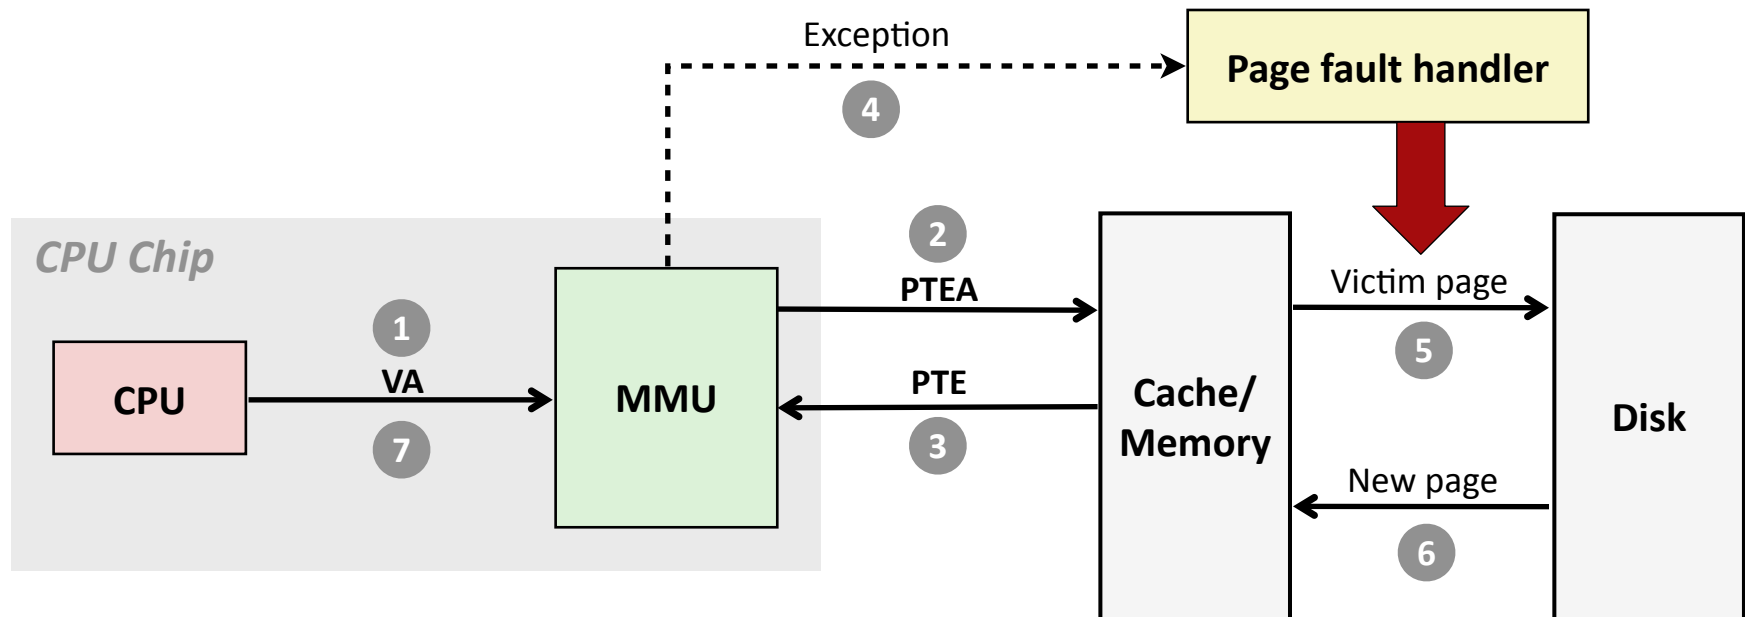 Exception
4
Page fault handler
CPU Chip
2
PTEA
Victim page
1
VA
CPU
MMU
PTE
5
Cache/
Memory
Disk
7
3
New page
6